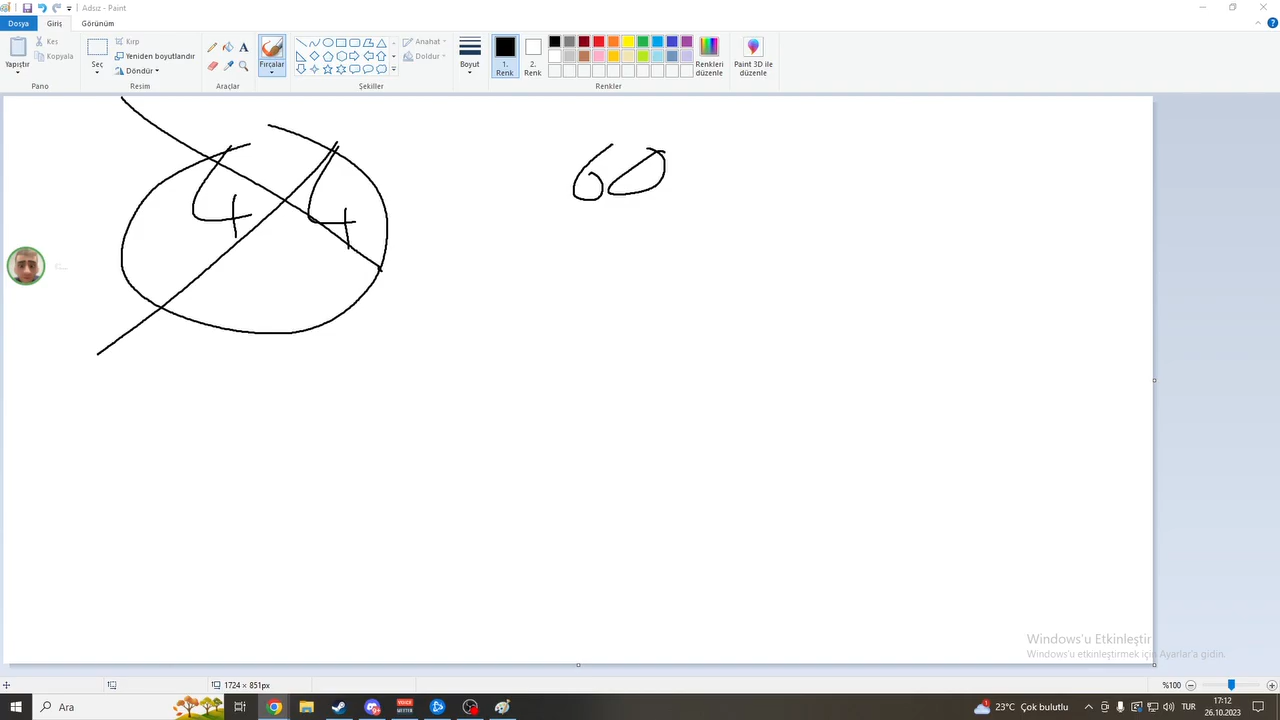 Adsız - Paint
Dosya Giriş Görünüm
Yapıştır
Kes
Kopyala
Pano
Seç
Kırp
Yeniden boyutlandır
Döndür
Resim
A
Araçlar
Fırçalar
Şekiller
Anahat
Doldur
Boyut
1. Renk
2. Renk
Renkler
Renkleri düzenle
Paint 3D ile düzenle
44
60
Windows'u Etkinleştir
Windows'u etkinleştirmek için Ayarlar'a gidin.
1724 × 851px
%100
Ara
VOICE
23°C Çok bulutlu
TUR
17:12
26.10.2023